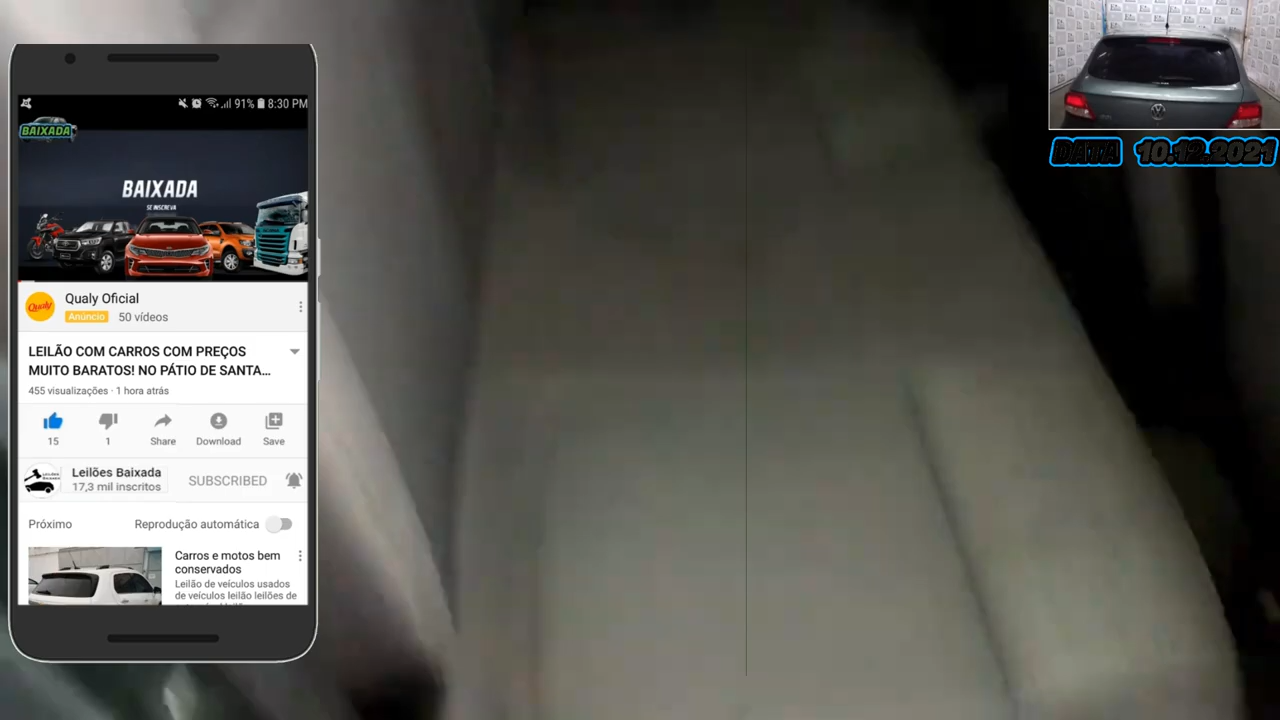 91% 8:30 PM
BAIXADA
BAIXADA
SE INSCREVA
Qualy
Qualy Oficial
Anúncio 50 vídeos
LEILÃO COM CARROS COM PREÇOS
MUITO BARATOS! NO PÁTIO DE SANTA...
455 visualizações · 1 hora atrás
15 1 Share Download Save
Leilões Baixada
17,3 mil inscritos
SUBSCRIBED
Próximo Reprodução automática
Carros e motos bem
conservados
Leilão de veículos usados
de veículos leilão leilões de
DATA 10.12.2021